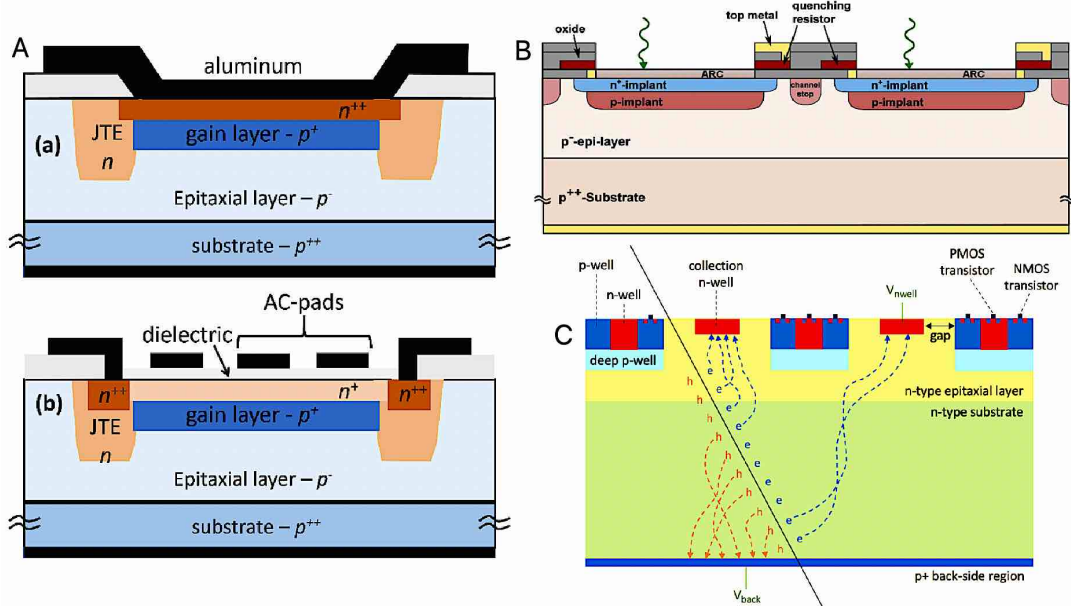 A
aluminum
n++
JTE
gain layer - p+
(a)
n
Epitaxial layer – p-
substrate – p++
AC-pads
dielectric
n++
n+
n++
(b)
gain layer - p+
JTE
n
Epitaxial layer – p-
substrate – p++
B
top metal
quenching
resistor
oxide
ARC
ARC
n+-implant
channel
stop
n+-implant
p-implant
p-implant
p--epi-layer
p++-Substrate
C
p-well
n-well
collection
n-well
Vnwell
PMOS
transistor
NMOS
transistor
gap
deep p-well
n-type epitaxial layer
n-type substrate
e
e
e
e
e
e
e
e
e
e
h
h
h
h
h
h
h
h
h
h
p+ back-side region
Vback